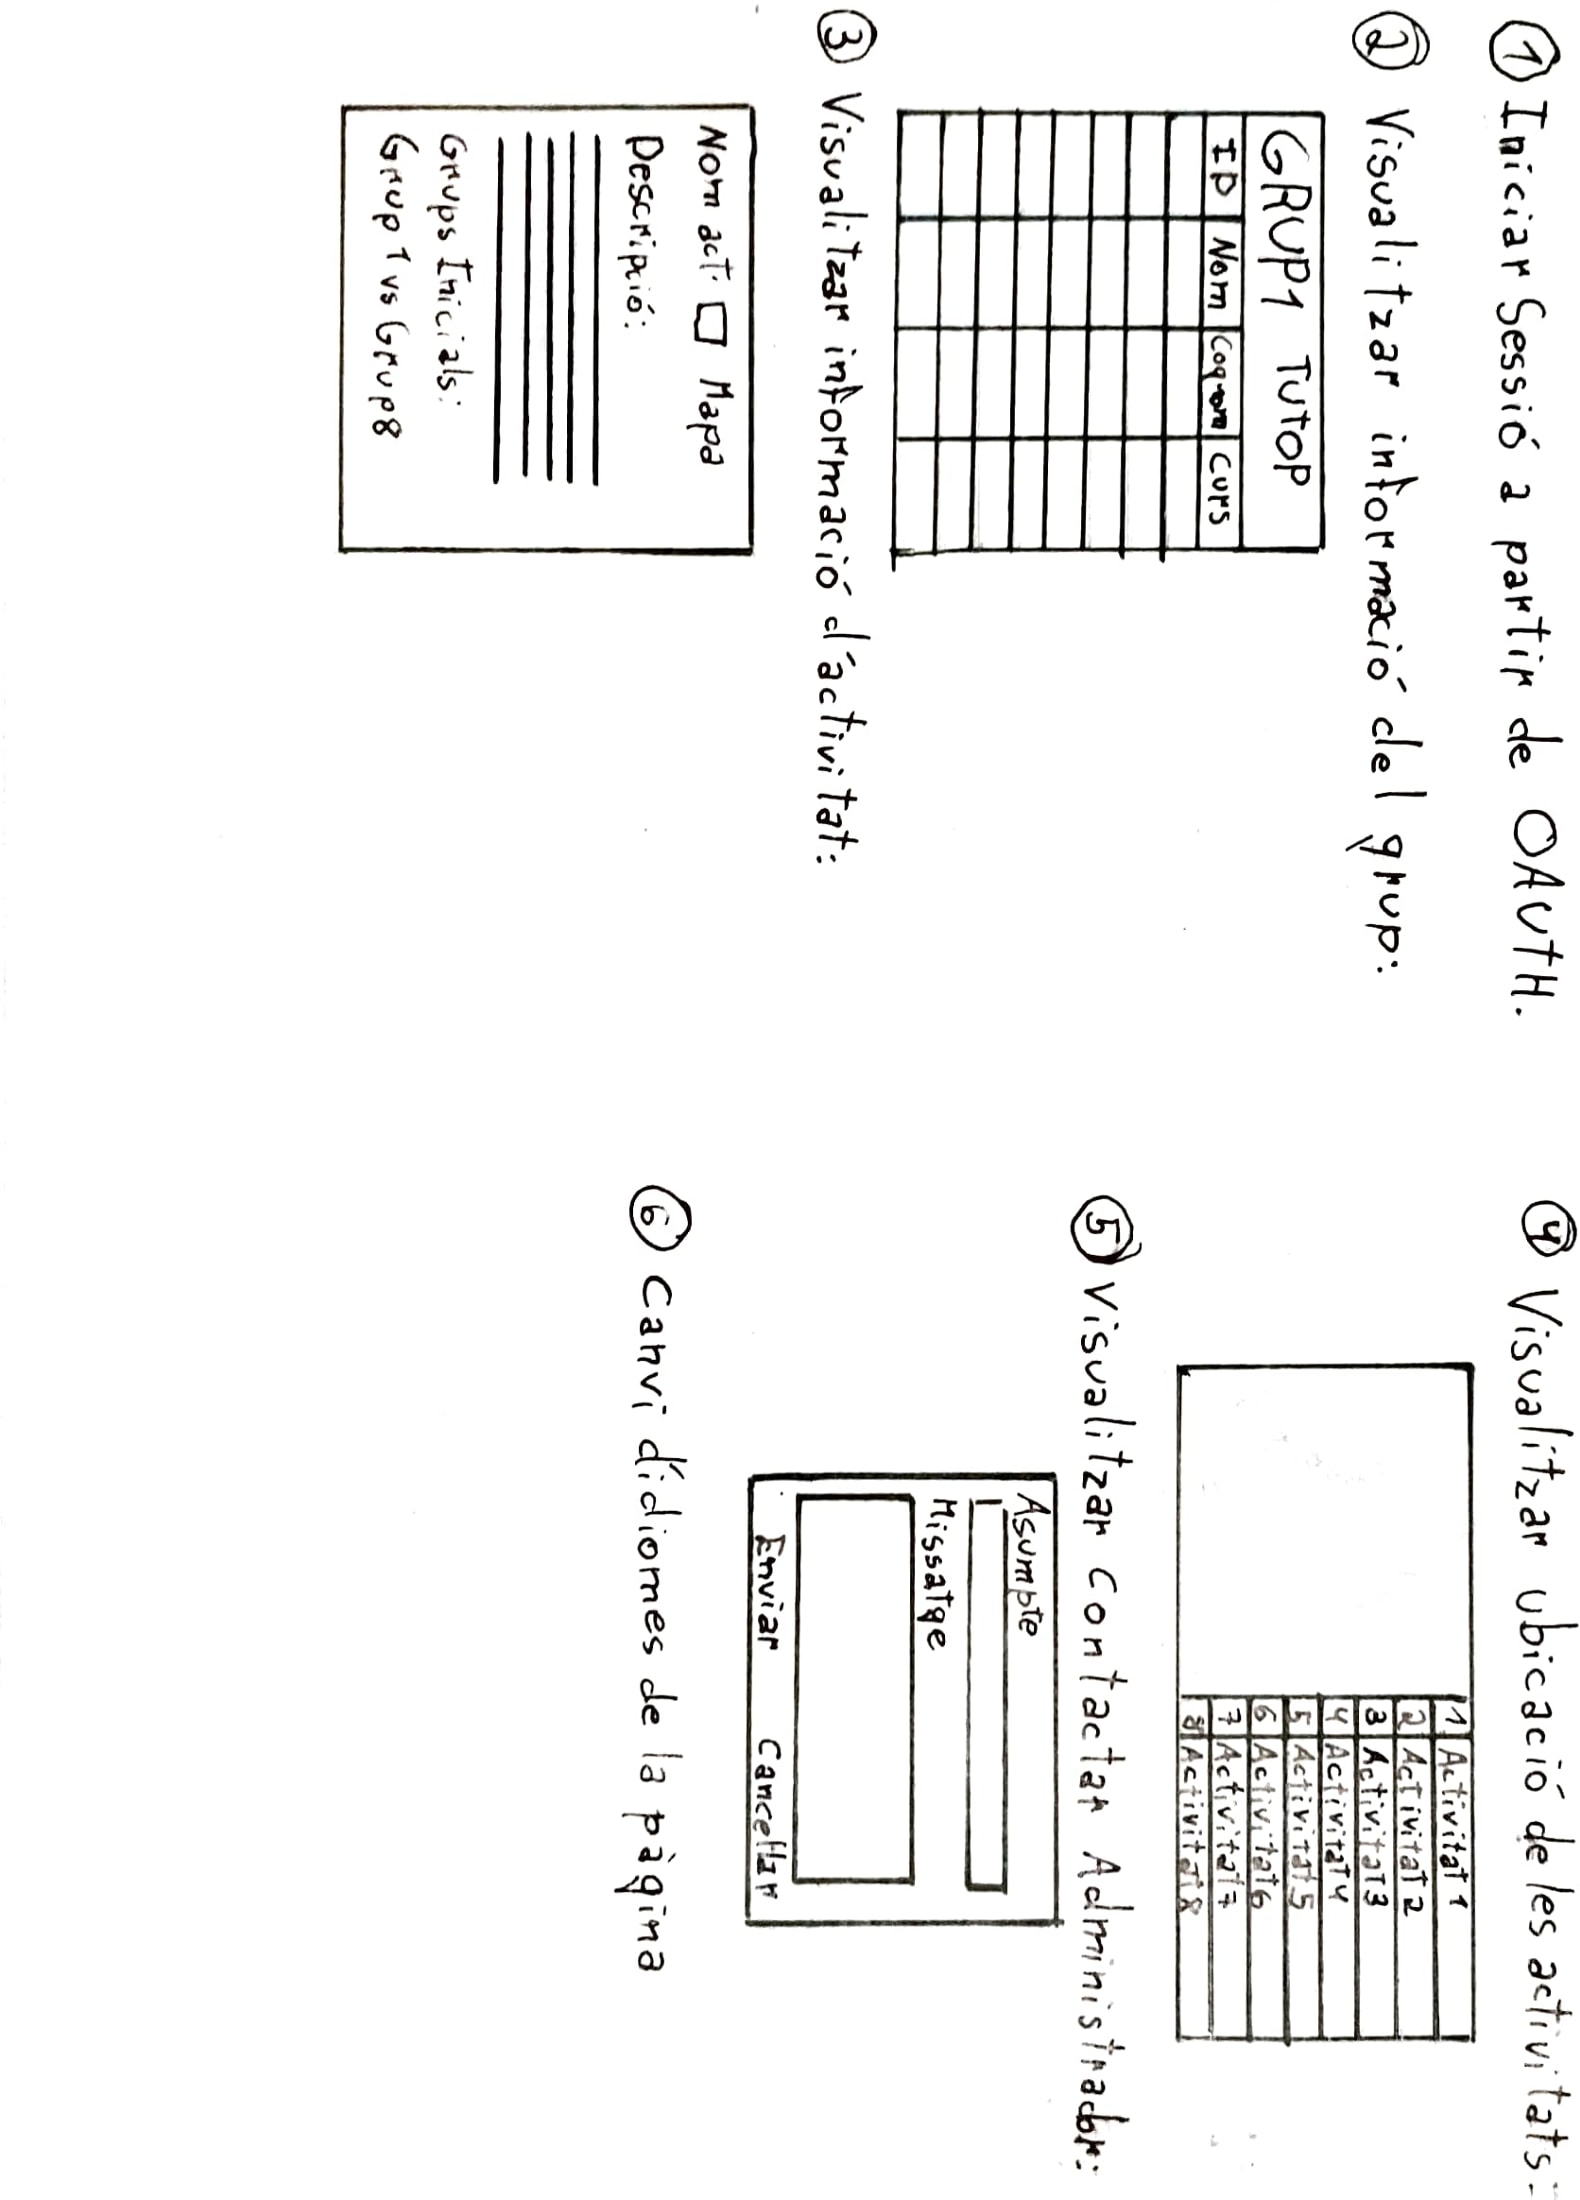 ① Iniciar Sessió a partir de OAUTH.
② Visualitzar informació del grup:
GRUP1 TUTOP
ID Nom Cognom Curs
③ Visualitzar informació d'activitat:
Nom act. Mapa
Descripció:
Grups Inicials:
Grup 1 vs Grup8
④ Visualitzar ubicació de les activitats:
1 Activitat 1
2 Activitat 2
3 Activitat 3
4 Activitat 4
5 Activitat 5
6 Activitat 6
7 Activitat 7
8 Activitat 8
⑤ Visualitzar Contactar Administrador:
Asumpte
Missatge
Enviar Cancellar
⑥ Canvi d'idiomes de la pàgina